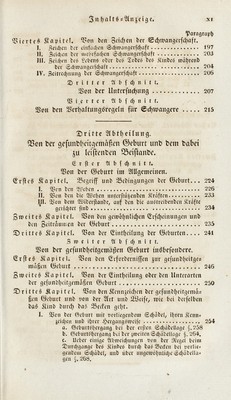 Inhalts-Anzeige. XI
Paragraph
Viertes Kapitel. Von den Zeichen der Schwangerschaft.
I. Zeichen der einfachen Schwangerschaft 197
II. Zeichen der mehrfachen Schwangerschaft 203
III. Zeichen des Lebens oder des Todes des Kindes während
der Schwangerschaft 204
IV. Zeitrechnung der Schwangerschaft 206
Dritter Abschnitt.
Von der Untersuchung 207
Vierter Abschnitt.
Von den Verhaltungsregeln für Schwangere 215
Dritte Abtheilung.
Von der gesundheitgemäßen Geburt und dem dabei
zu leistenden Beistande.
Erster Abschnitt.
Von der Geburt im Allgemeinen.
Erstes Kapitel. Begriff und Bedingungen der Geburt 224
I. Von den Wehen 226
II. Von den die Wehen unterstützenden Kräften 233
III. Von dem Widerstande, auf den die austreibenden Kräfte
gerichtet sind 234
Zweites Kapitel. Von den gewöhnlichen Erscheinungen und
den Zeiträumen der Geburt 235
Drittes Kapitel. Von der Eintheilung der Geburten 241
Zweiter Abschnitt.
Von der gesundheitgemäßen Geburt insbesondere.
Erstes Kapitel. Von den Erfordernissen zur gesundheitgemäßen
Geburt 246
Zweites Kapitel. Von der Eintheilung oder den Unterarten
der gesundheitgemäßen Geburt 250
Drittes Kapitel. Von den Kennzeichen der gesundheitgemäßen
Geburt und von der Art und Weise, wie bei derselben
das Kind durch das Becken geht.
I. Von der Geburt mit vorliegendem Schädel, ihren Kennzeichen
und ihrer Hergangsweise 254
a. Geburtshergang bei der ersten Schädellage §. 258
b. Geburtshergang bei der zweiten Schädellage
§. 264.
c. Ueber einige Abweichungen von der Regel beim
Durchgange des Kindes durch das Becken bei vorliegendem
Schädel, und über ungewöhnliche Schädellagen
§. 268.